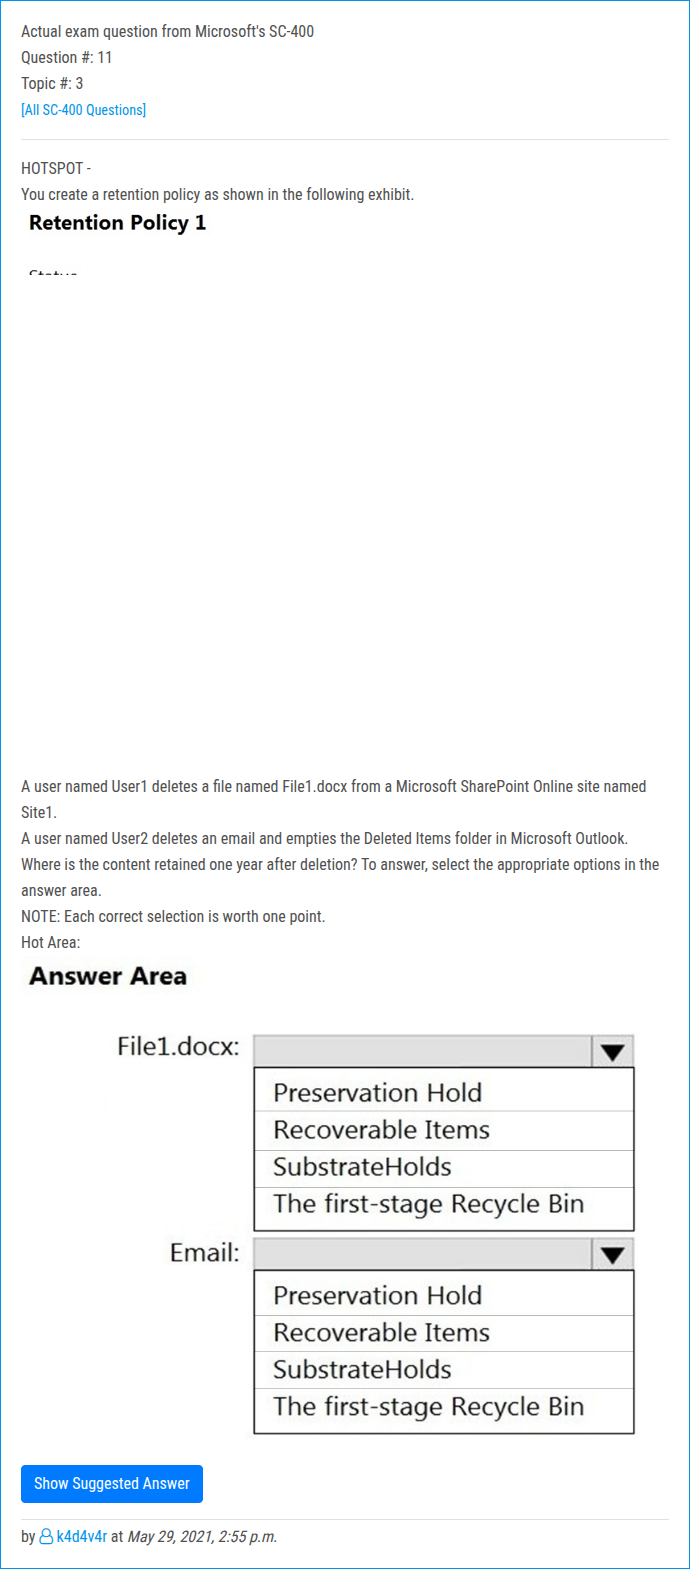 Actual exam question from Microsoft's SC-400
Question #: 11
Topic #: 3
[All SC-400 Questions]
HOTSPOT -
You create a retention policy as shown in the following exhibit.
Retention Policy 1
A user named User1 deletes a file named File1.docx from a Microsoft SharePoint Online site named
Site1.
A user named User2 deletes an email and empties the Deleted Items folder in Microsoft Outlook.
Where is the content retained one year after deletion? To answer, select the appropriate options in the
answer area.
NOTE: Each correct selection is worth one point.
Hot Area:
Answer Area
File1.docx:
Preservation Hold
Recoverable Items
SubstrateHolds
The first-stage Recycle Bin
Email:
Preservation Hold
Recoverable Items
SubstrateHolds
The first-stage Recycle Bin
Show Suggested Answer
by k4d4v4r at May 29, 2021, 2:55 p.m.